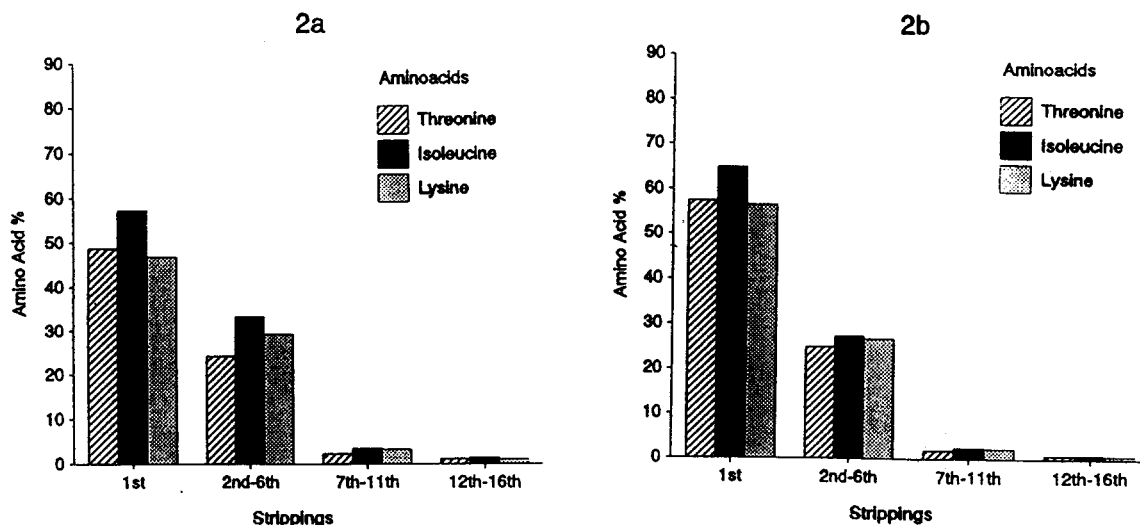 2a
Amino Acid %
90
80
70
60
50
40
30
20
10
0
Aminoacids
Threonine
Isoleucine
Lysine
1st 2nd-6th 7th-11th 12th-16th
Strippings
2b
Amino Acid %
90
80
70
60
50
40
30
20
10
0
Aminoacids
Threonine
Isoleucine
Lysine
1st 2nd-6th 7th-11th 12th-16th
Strippings